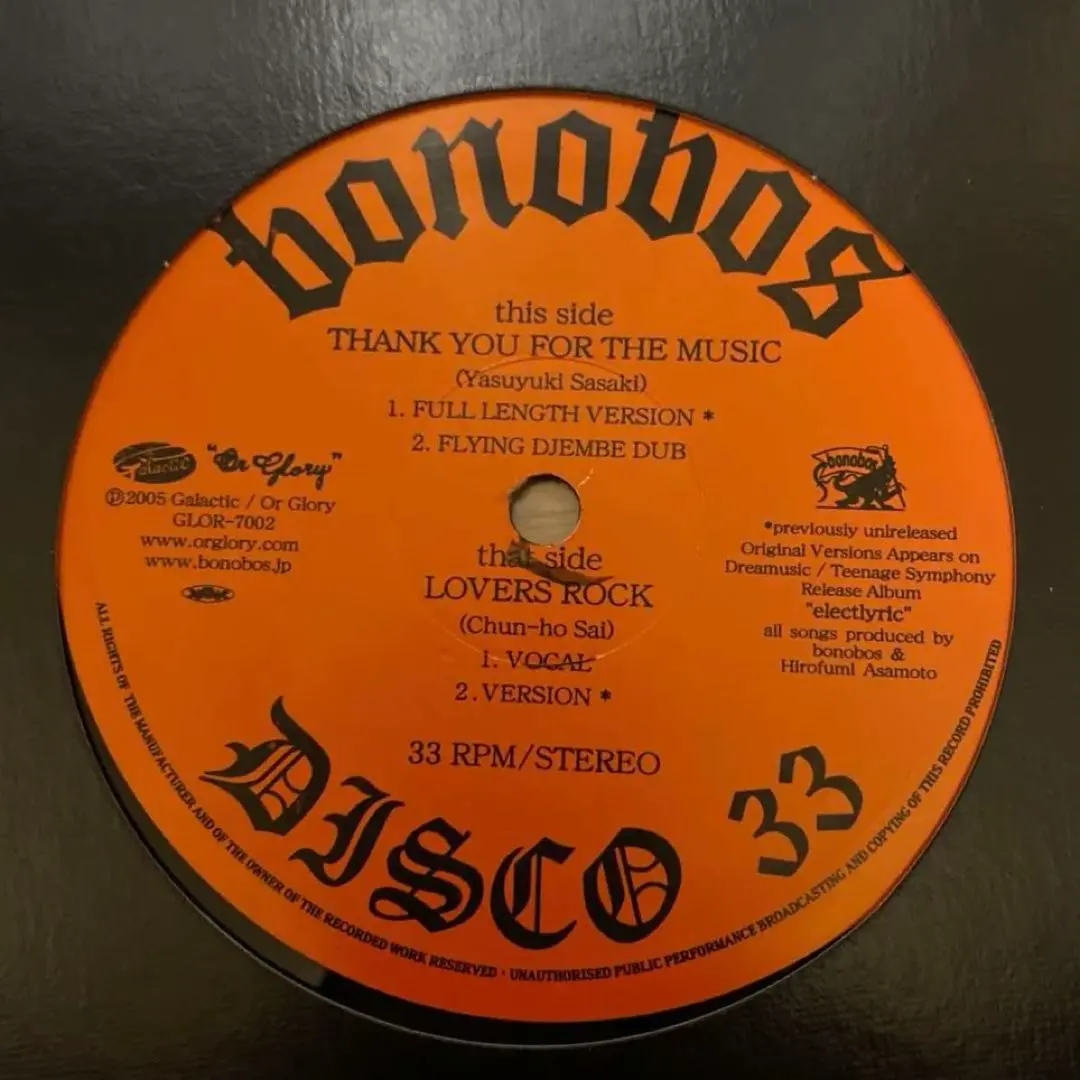 bonobos
this side
THANK YOU FOR THE MUSIC
(Yasuyuki Sasaki)
1. FULL LENGTH VERSION *
2. FLYING DJEMBE DUB
Galactic
"Or Glory"
℗2005 Galactic / Or Glory
GLOR-7002
www.orglory.com
www.bonobos.jp
bonobos
*previously unreleased
Original Versions Appears on
Dreamusic / Teenage Symphony
Release Album
"electlyric"
all songs produced by
bonobos &
Hirofumi Asamoto
that side
LOVERS ROCK
(Chun-ho Sai)
1. VOCAL
2. VERSION *
33 RPM/STEREO
DISCO 33
ALL RIGHTS OF THE MANUFACTURER AND OF THE OWNER OF THE RECORDED WORK RESERVED · UNAUTHORISED PUBLIC PERFORMANCE BROADCASTING AND COPYING OF THIS RECORD PROHIBITED